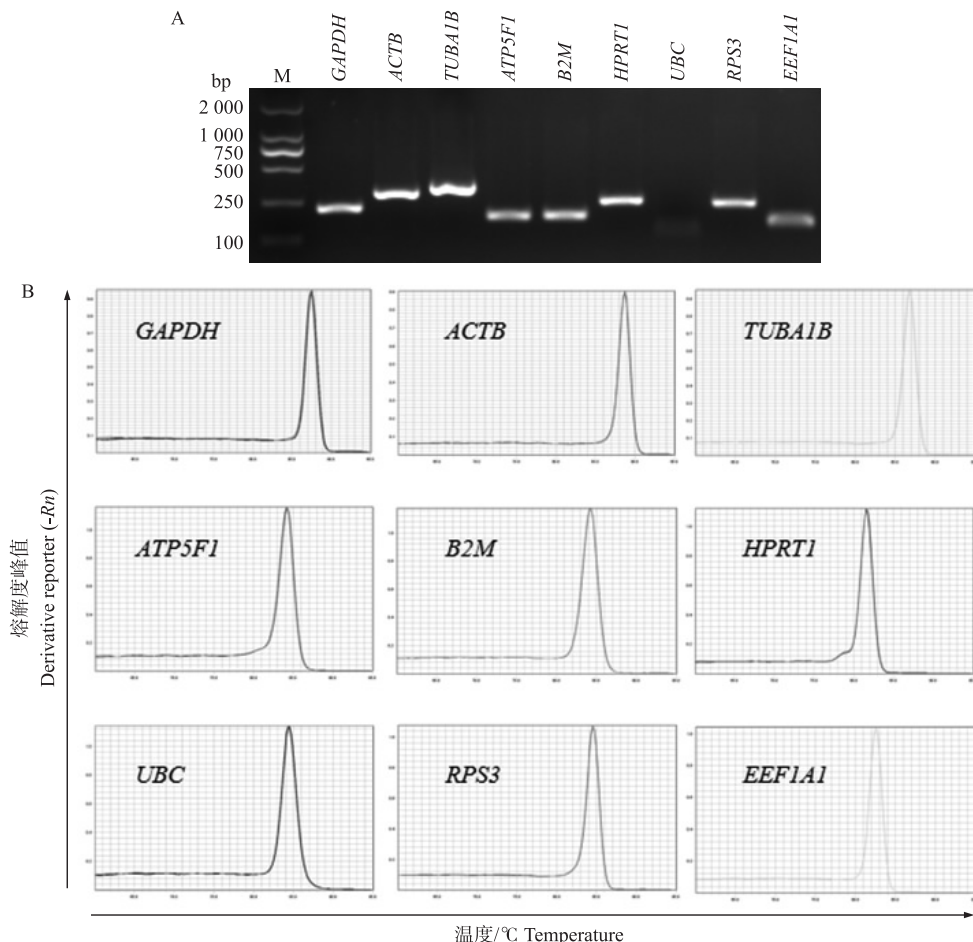 A
GAPDH ACTB TUBA1B ATP5F1 B2M HPRT1 UBC RPS3 EEF1A1
bp M
2 000
1 000
750
500
250
100
B
GAPDH ACTB TUBA1B
ATP5F1 B2M HPRT1
UBC RPS3 EEF1A1
熔解度峰值
Derivative reporter (-Rn)
温度/℃ Temperature